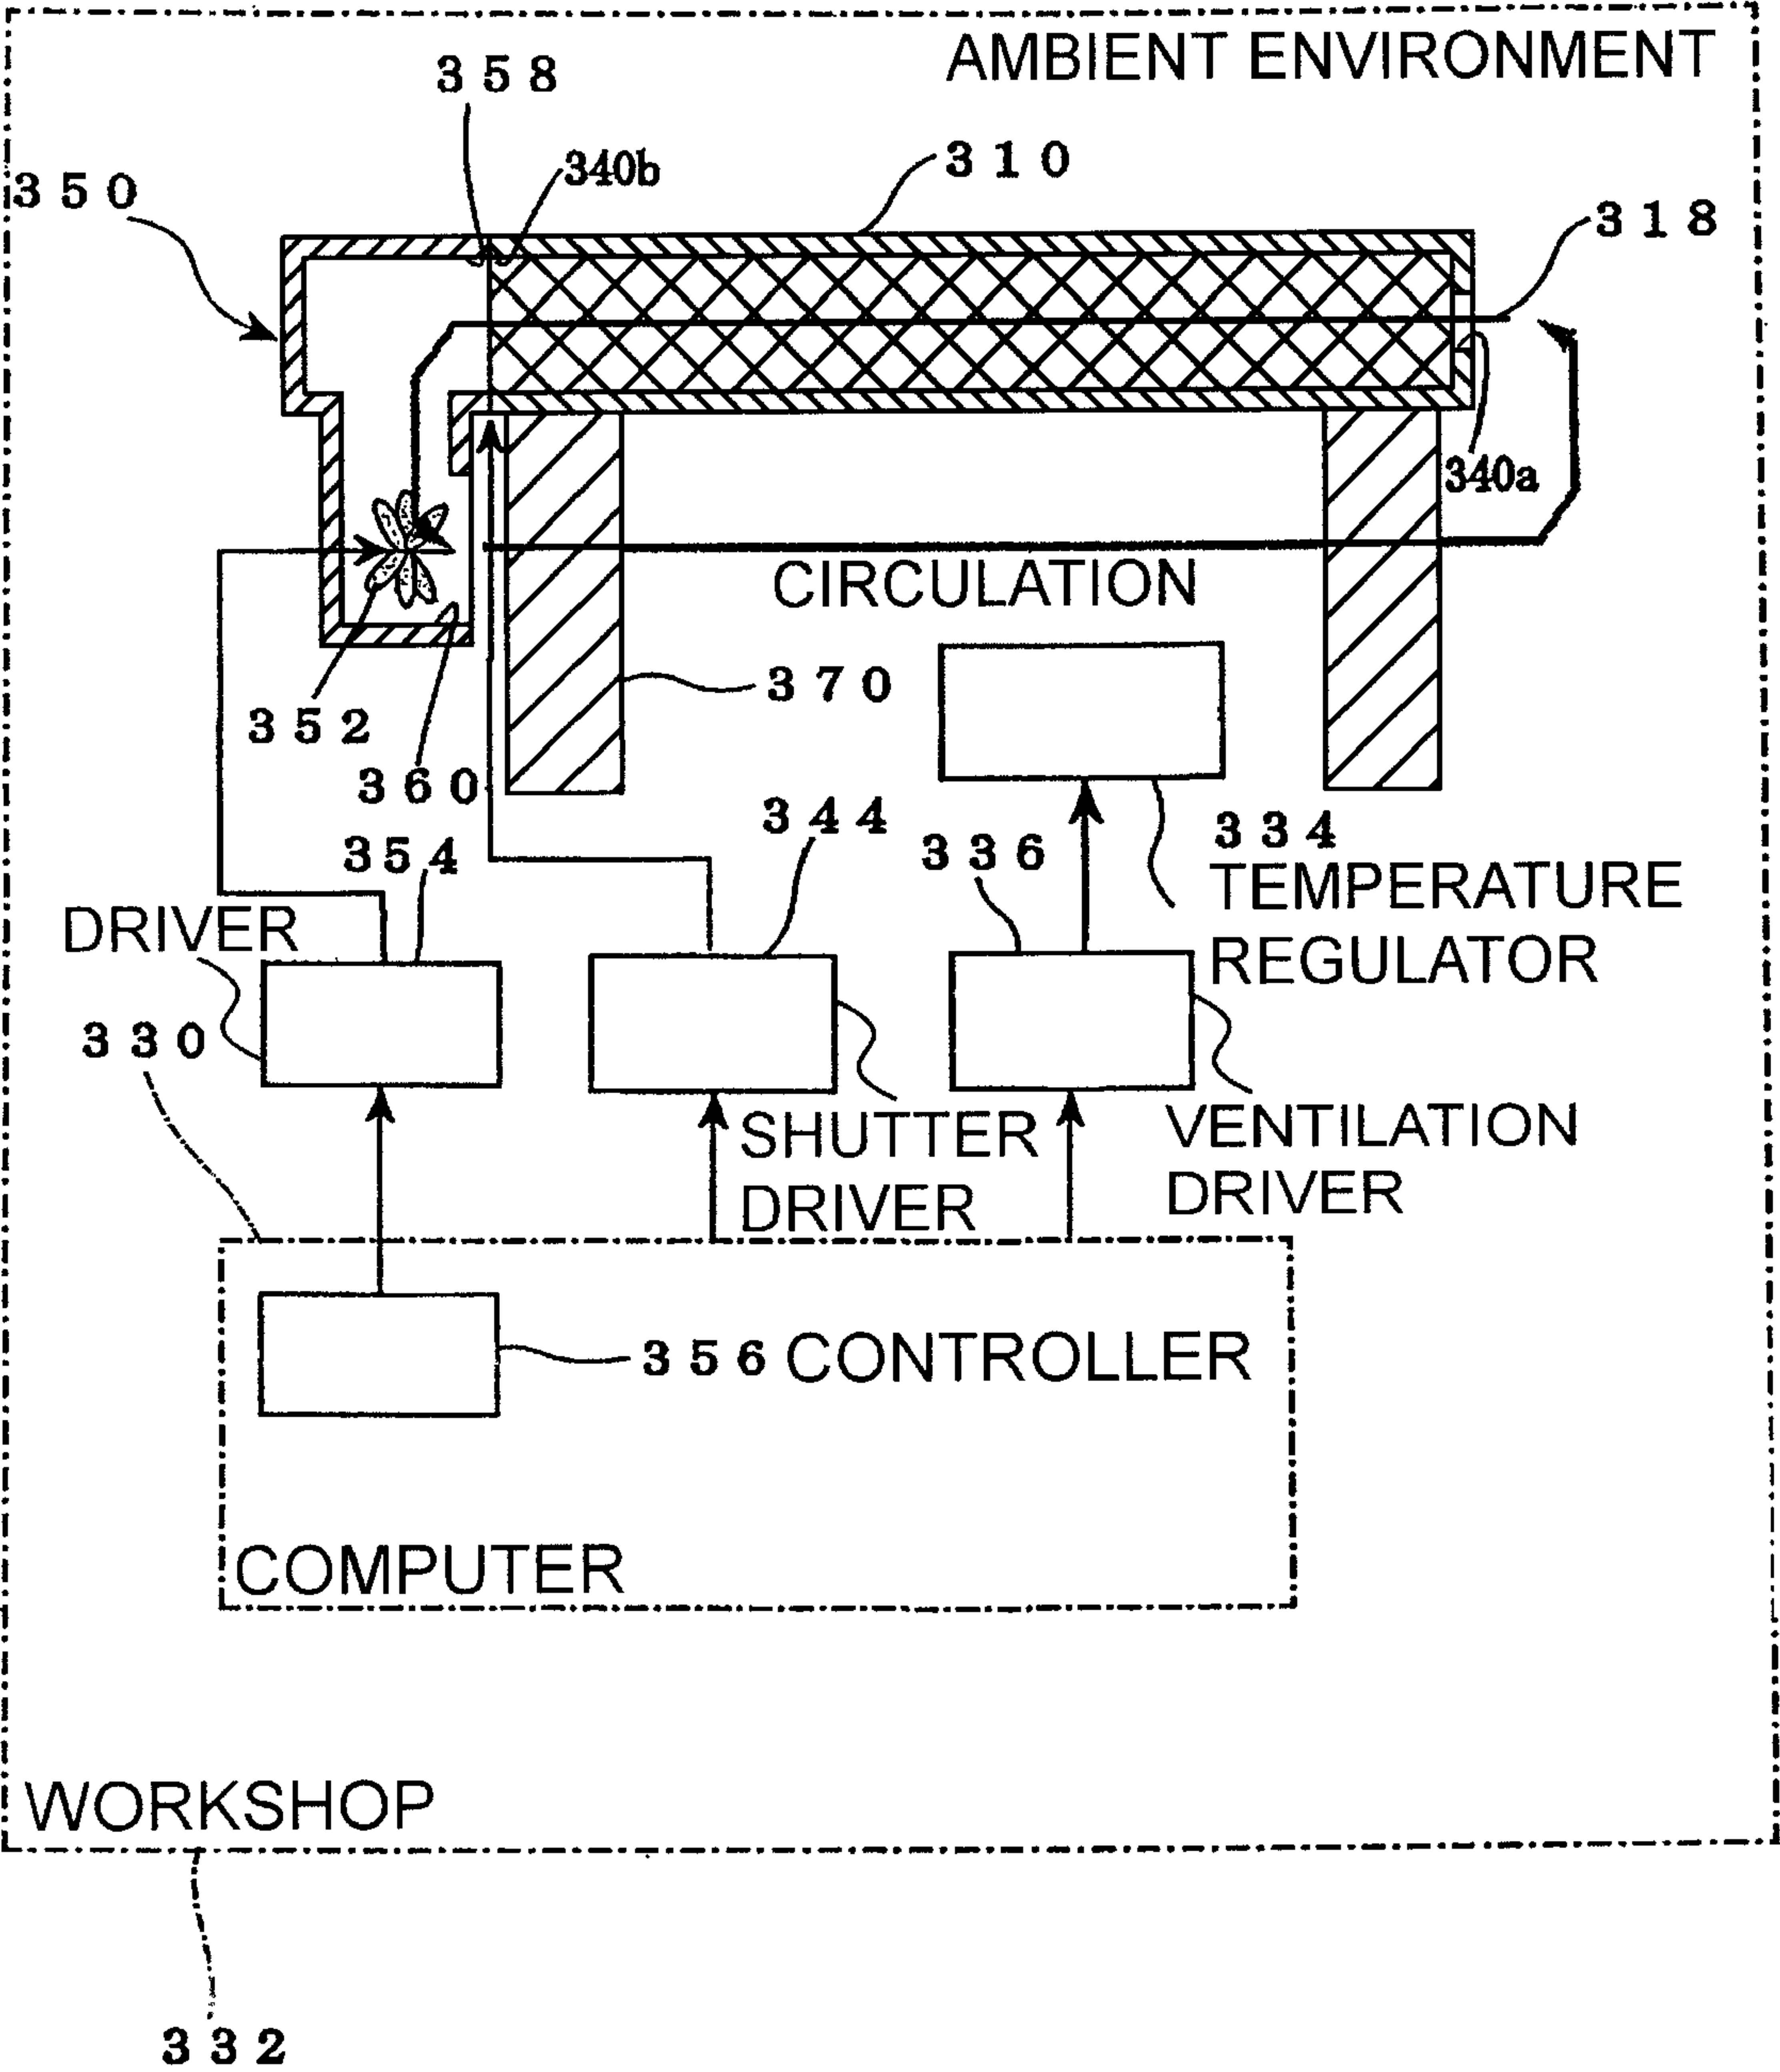 AMBIENT ENVIRONMENT
358
340b
310
350
318
340a
CIRCULATION
370
352
360
344
334
336
354
TEMPERATURE
REGULATOR
DRIVER
330
SHUTTER
DRIVER
VENTILATION
DRIVER
356 CONTROLLER
COMPUTER
WORKSHOP
332